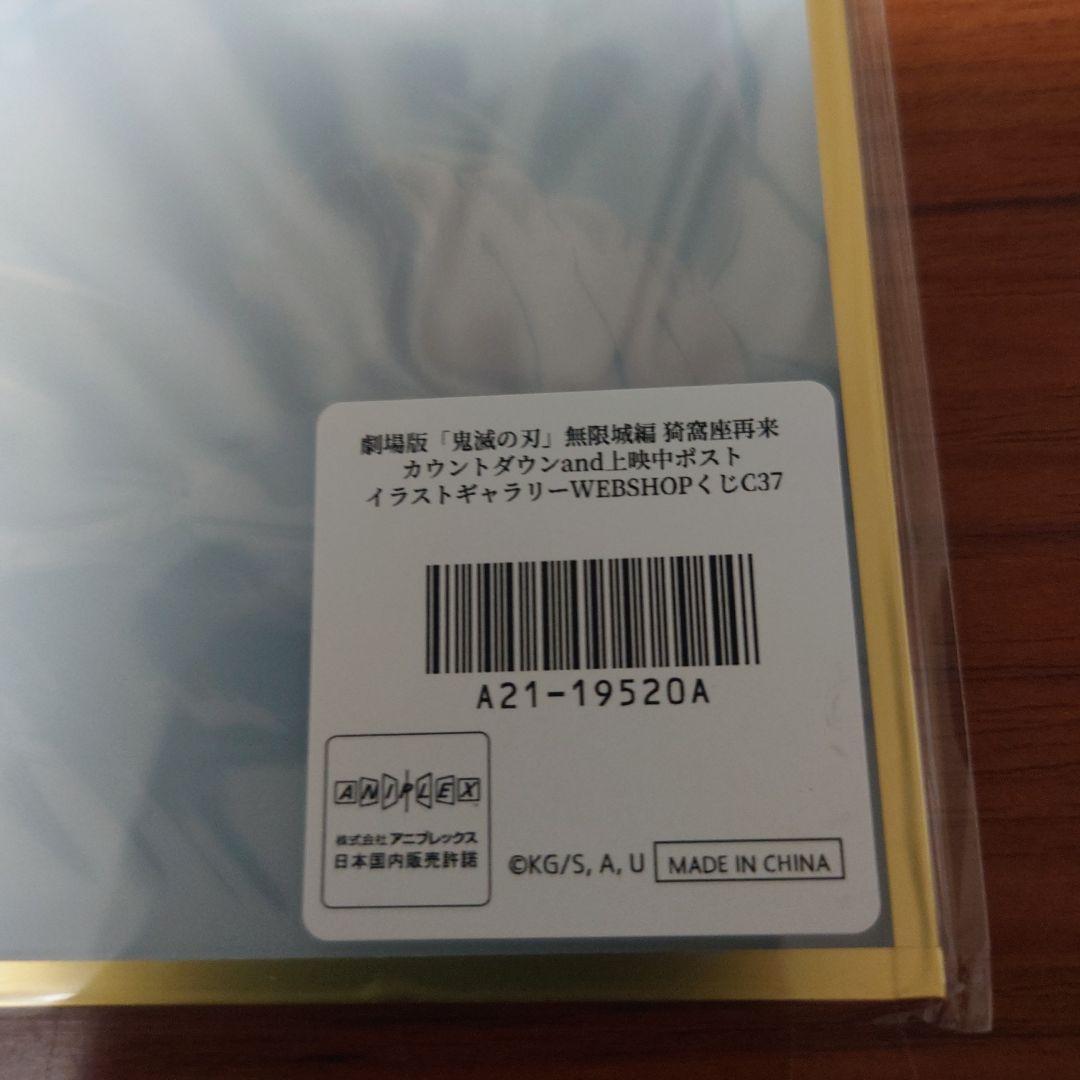 劇場版「鬼滅の刃」無限城編 猗窩座再来
カウントダウンand上映中ポスト
イラストギャラリーWEBSHOPくじC37
A21-19520A
ANIPLEX
株式会社アニプレックス
日本国内販売許諾
©KG/S, A, U
MADE IN CHINA